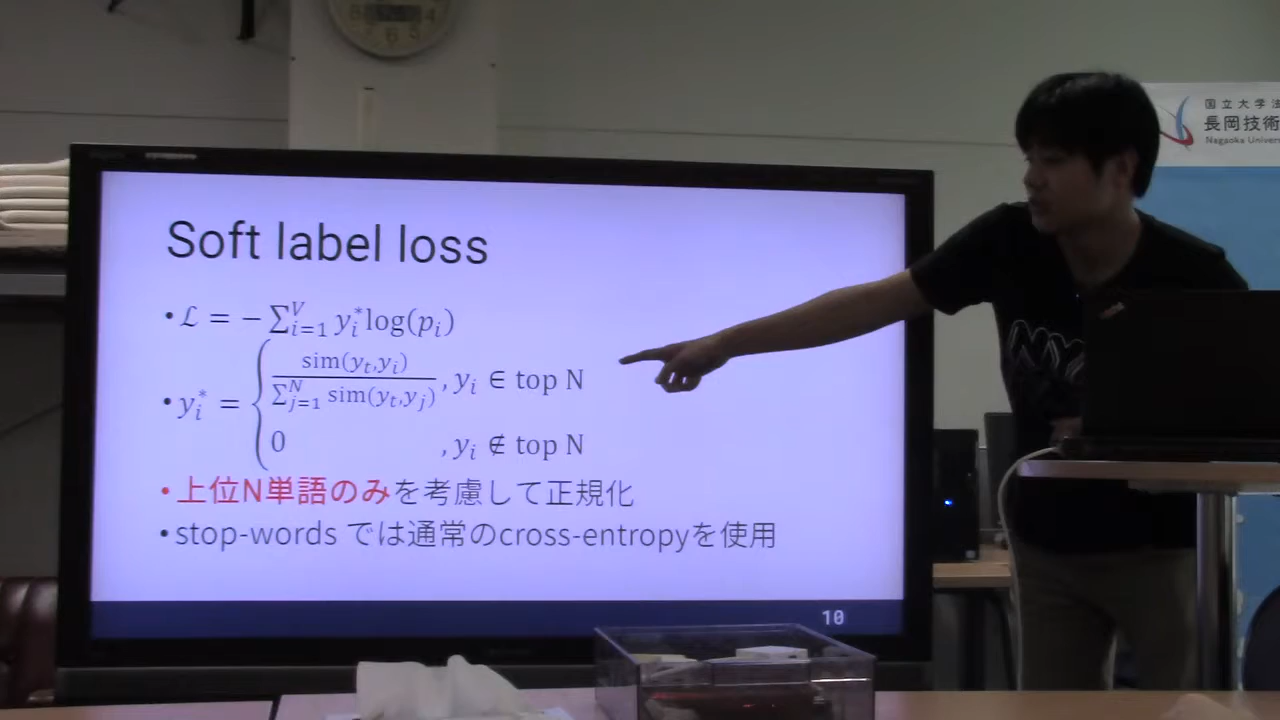 国立大学法
長岡技術
Nagaoka Univer
Soft label loss
•ℒ = − ∑_{i=1}^{V} y_i^* log(p_i)
•y_i^* = { sim(y_t,y_i) / ∑_{j=1}^{N} sim(y_t,y_j) , y_i ∈ top N
0 , y_i ∉ top N
•上位N単語のみを考慮して正規化
•stop-words では通常のcross-entropyを使用
10